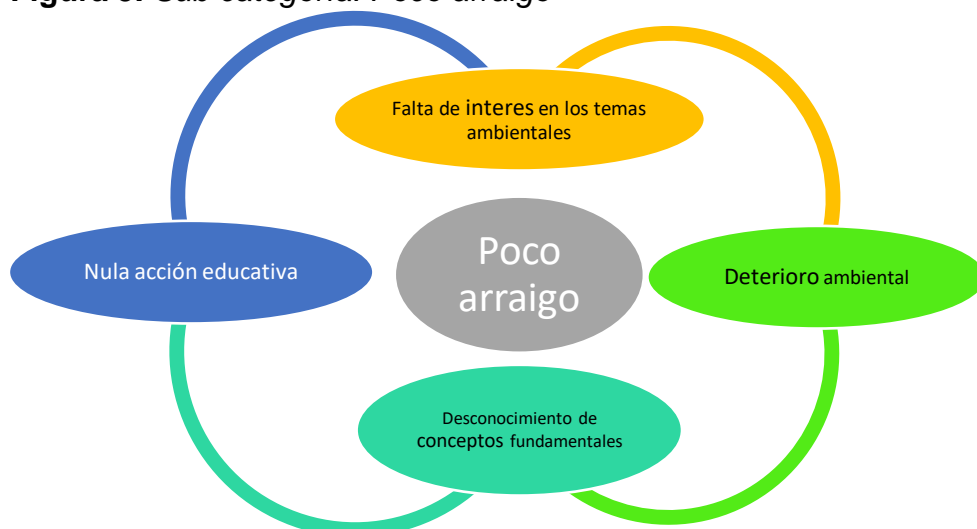 Falta de interes en los temas
ambientales
Nula acción educativa
Poco
arraigo
Deterioro ambiental
Desconocimiento de
conceptos fundamentales